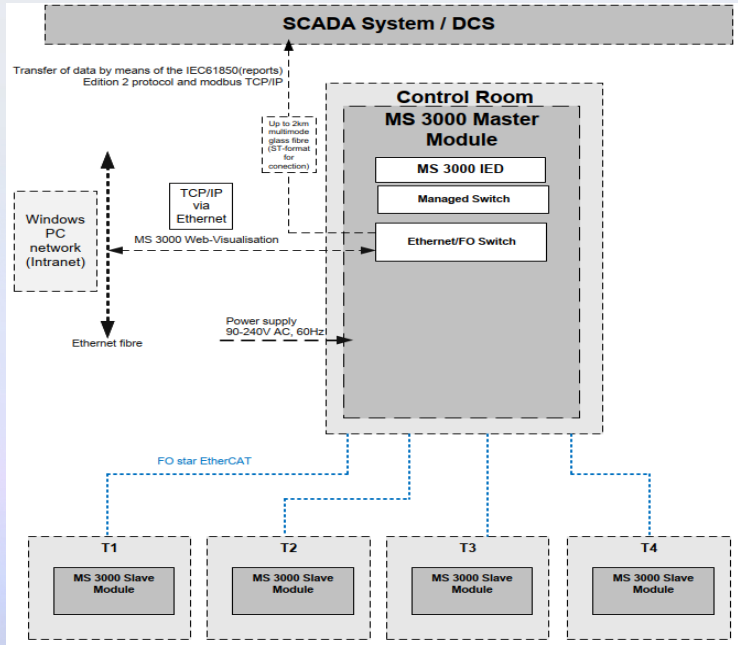 SCADA System / DCS
Transfer of data by means of the IEC61850(reports)
Edition 2 protocol and modbus TCP/IP
Up to 2km
multimode
glass fibre
(ST-format
for
conection)
Control Room
MS 3000 Master
Module
MS 3000 IED
Managed Switch
Ethernet/FO Switch
TCP/IP
via
Ethernet
MS 3000 Web-Visualisation
Windows
PC
network
(Intranet)
Ethernet fibre
Power supply
90-240V AC, 60Hz
FO star EtherCAT
T1
MS 3000 Slave
Module
T2
MS 3000 Slave
Module
T3
MS 3000 Slave
Module
T4
MS 3000 Slave
Module